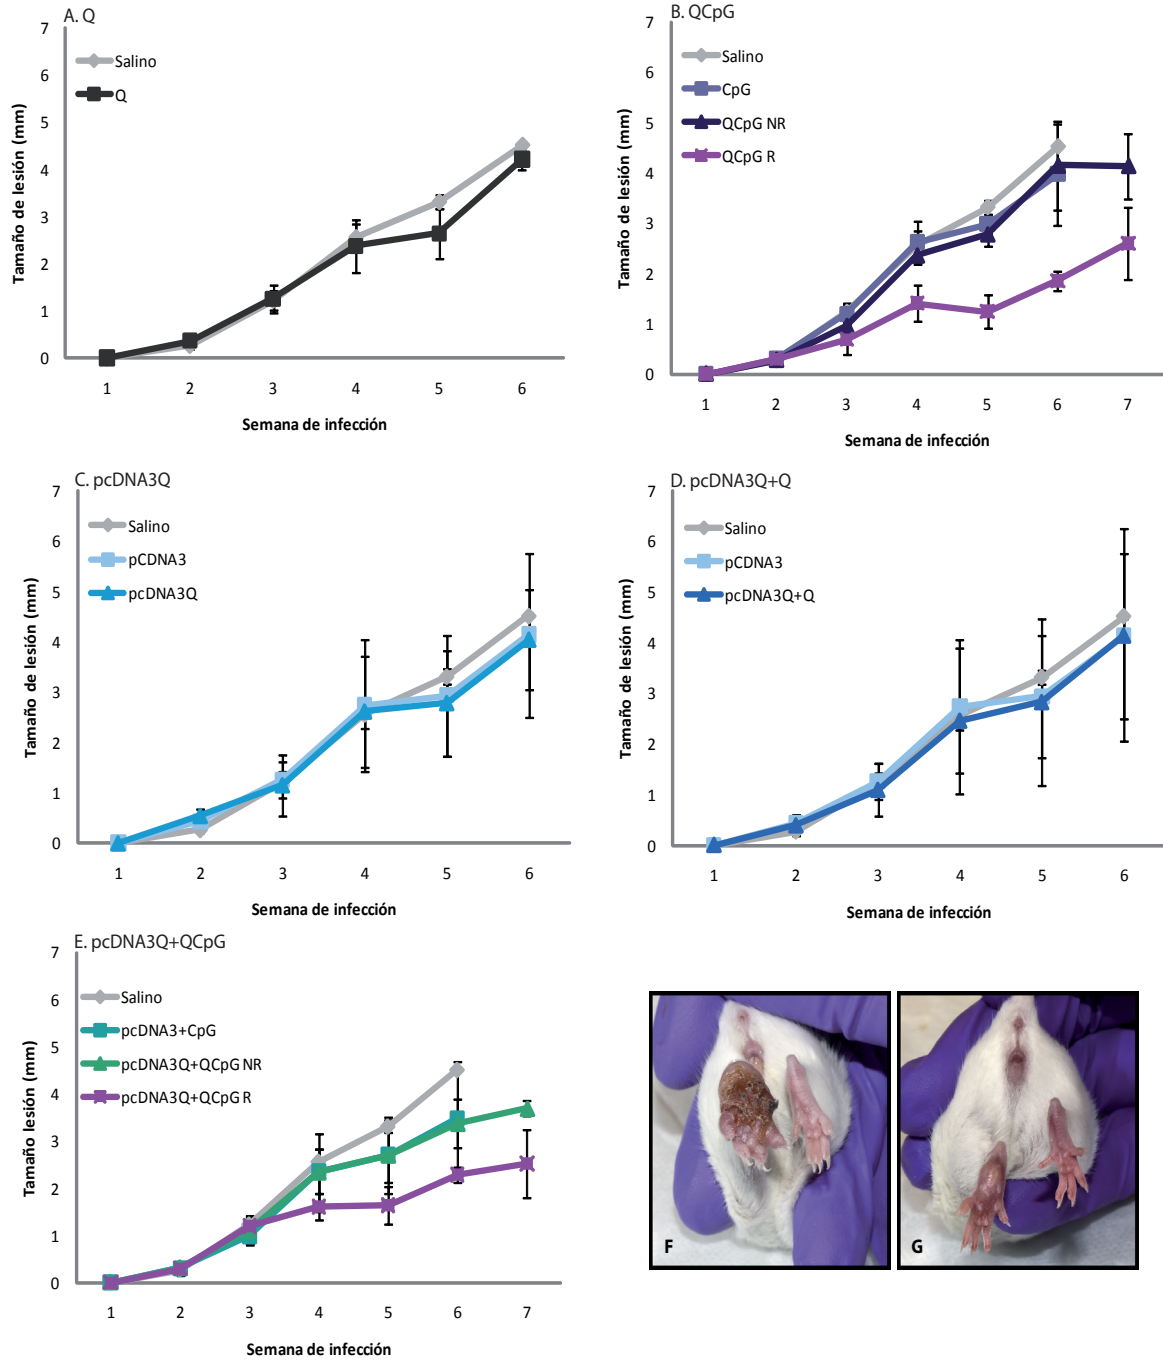 A. Q
7
6
5
4
3
2
1
0
Tamaño de lesión (mm)
Salino
Q
1 2 3 4 5 6
Semana de infección
B. QCpG
7
6
5
4
3
2
1
0
Tamaño de lesión (mm)
Salino
CpG
QCpG NR
QCpG R
1 2 3 4 5 6 7
Semana de infección
C. pcDNA3Q
7
6
5
4
3
2
1
0
Tamaño de lesión (mm)
Salino
pCDNA3
pcDNA3Q
1 2 3 4 5 6
Semana de infección
D. pcDNA3Q+Q
7
6
5
4
3
2
1
0
Tamaño de lesión (mm)
Salino
pCDNA3
pcDNA3Q+Q
1 2 3 4 5 6
Semana de infección
E. pcDNA3Q+QCpG
7
6
5
4
3
2
1
0
Tamaño lesión (mm)
Salino
pcDNA3+CpG
pcDNA3Q+QCpG NR
pcDNA3Q+QCpG R
1 2 3 4 5 6 7
Semana de infección
F
G